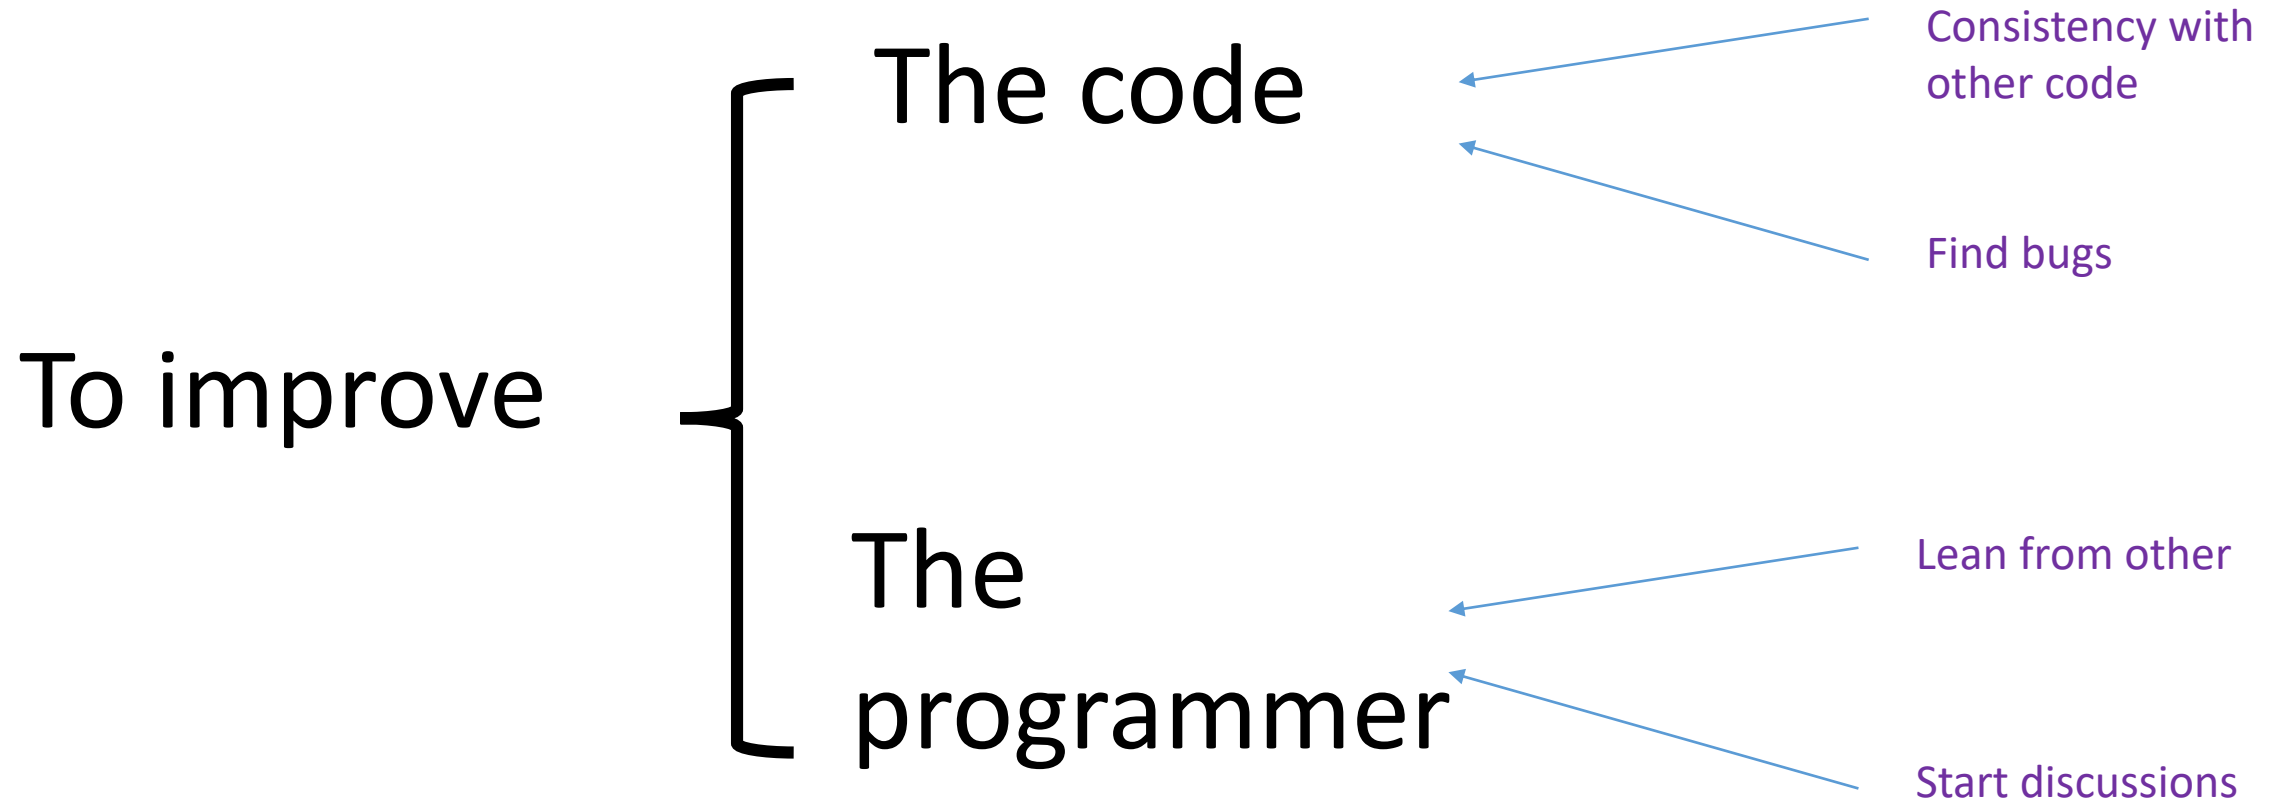 To improve
The code
Consistency with
other code
Find bugs
The
programmer
Lean from other
Start discussions